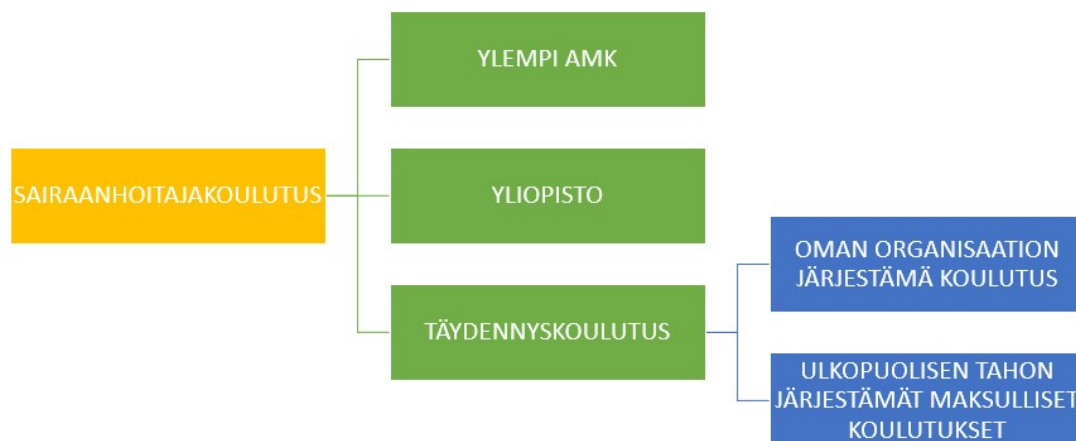 YLEMPI AMK
SAIRAANHOITAJAKOULUTUS
YLIOPISTO
OMAN ORGANISAATION
JÄRJESTÄMÄ KOULUTUS
TÄYDENNYSKOULUTUS
ULKOPUOLISEN TAHON
JÄRJESTÄMÄT MAKSULLISET
KOULUTUKSET